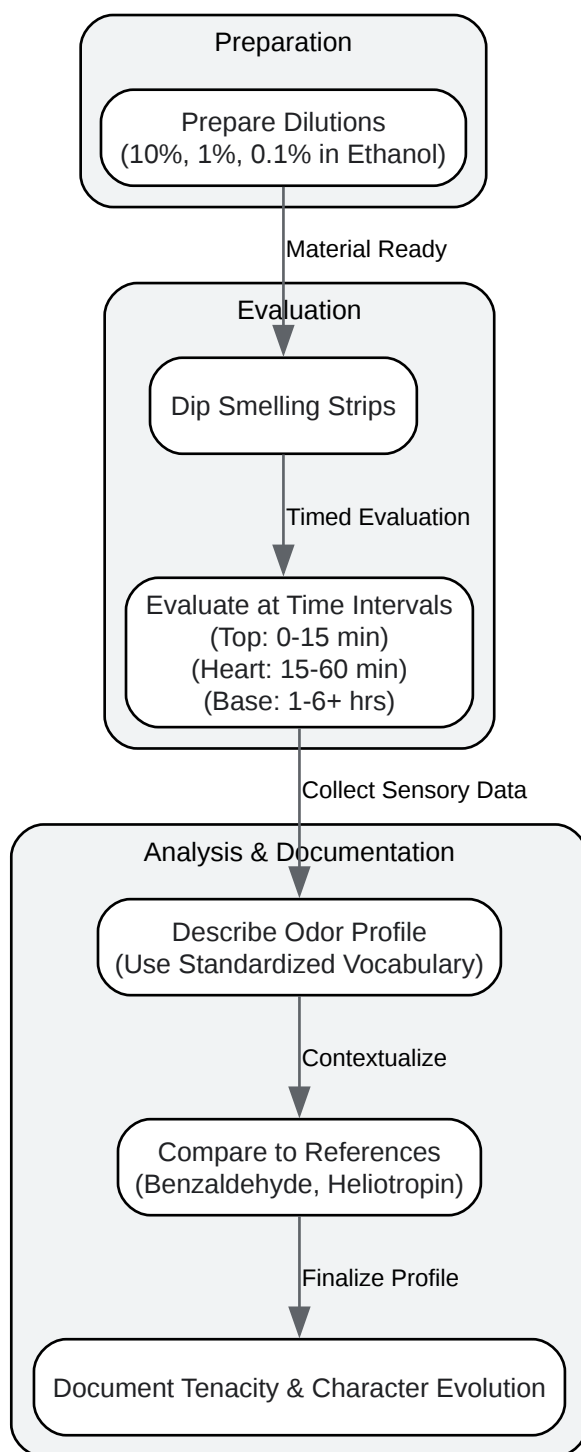 Preparation
Prepare Dilutions
(10%, 1%, 0.1% in Ethanol)
Material Ready
Evaluation
Dip Smelling Strips
Timed Evaluation
Evaluate at Time Intervals
(Top: 0-15 min)
(Heart: 15-60 min)
(Base: 1-6+ hrs)
Collect Sensory Data
Analysis & Documentation
Describe Odor Profile
(Use Standardized Vocabulary)
Contextualize
Compare to References
(Benzaldehyde, Heliotropin)
Finalize Profile
Document Tenacity & Character Evolution